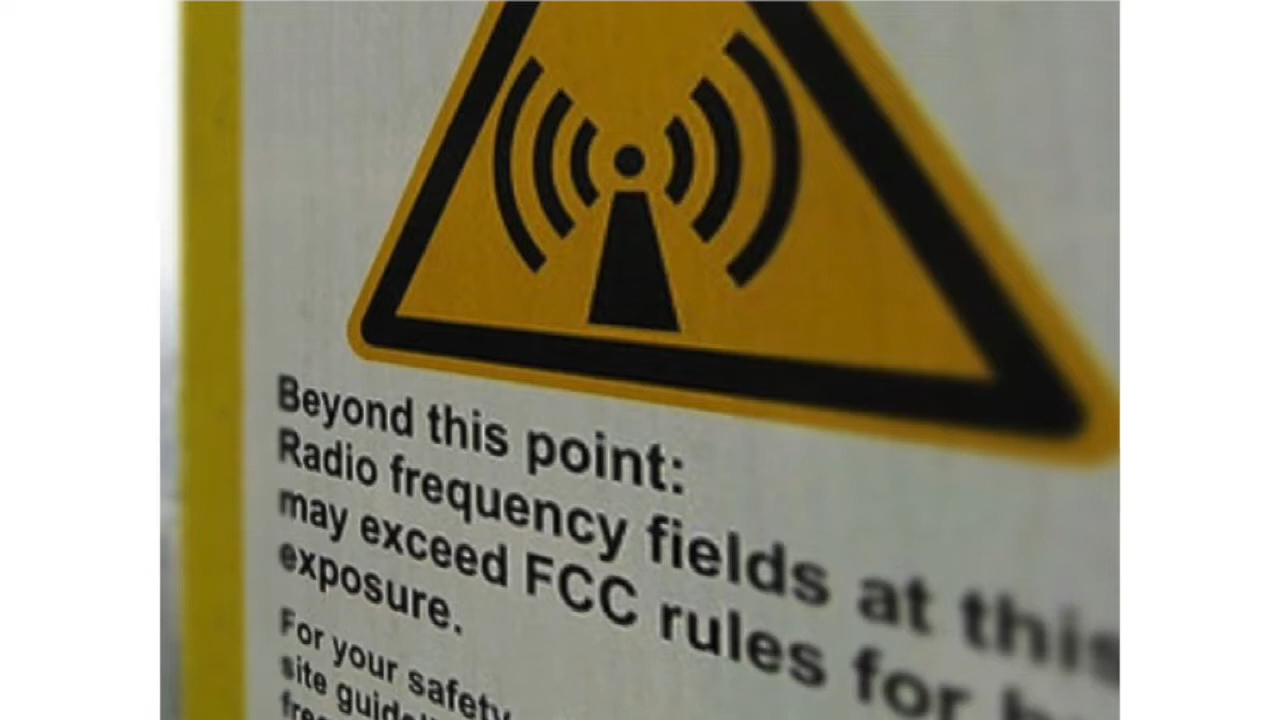 Beyond this point:
Radio frequency fields at this
may exceed FCC rules for
exposure.
For your safety
site